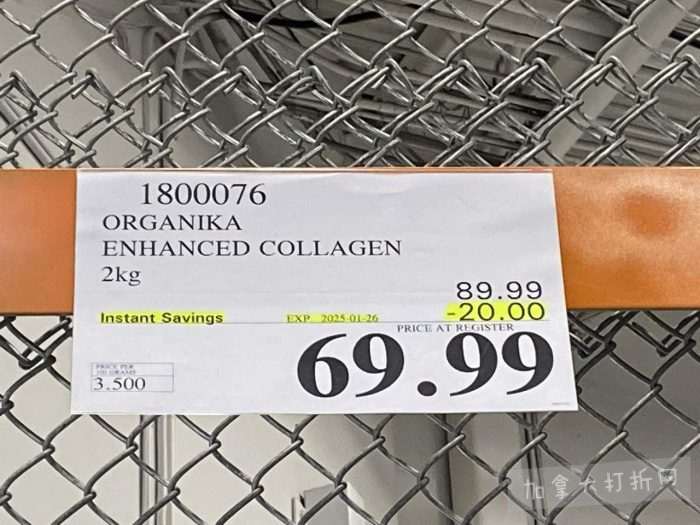 1800076
ORGANIKA
ENHANCED COLLAGEN
2kg
89.99
Instant Savings EXP. 2025-01-26 -20.00
PRICE AT REGISTER
69.99
PRICE PER
100 GRAMS
3.500
加拿大打折网